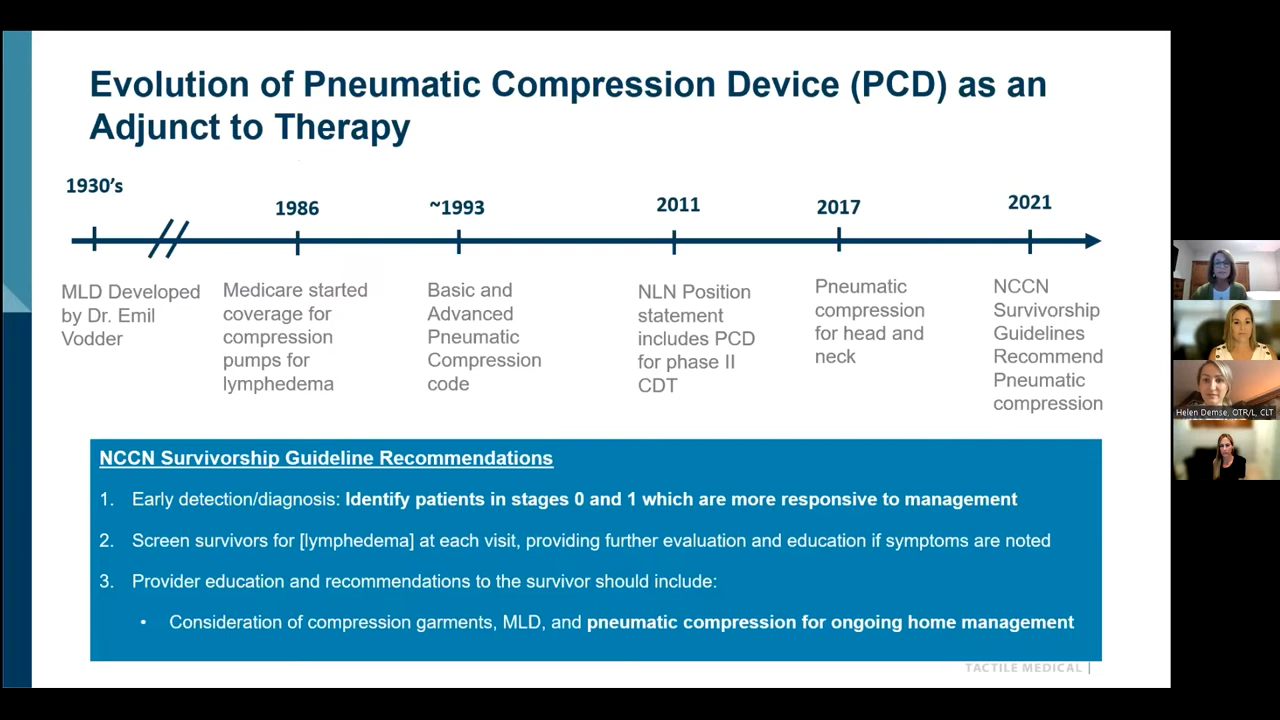 Evolution of Pneumatic Compression Device (PCD) as an
Adjunct to Therapy
1930's
1986
~1993
2011
2017
2021
MLD Developed
by Dr. Emil
Vodder
Medicare started
coverage for
compression
pumps for
lymphedema
Basic and
Advanced
Pneumatic
Compression
code
NLN Position
statement
includes PCD
for phase II
CDT
Pneumatic
compression
for head and
neck
NCCN
Survivorship
Guidelines
Recommend
Pneumatic
compression
NCCN Survivorship Guideline Recommendations
1. Early detection/diagnosis: Identify patients in stages 0 and 1 which are more responsive to management
2. Screen survivors for [lymphedema] at each visit, providing further evaluation and education if symptoms are noted
3. Provider education and recommendations to the survivor should include:
• Consideration of compression garments, MLD, and pneumatic compression for ongoing home management
TACTILE MEDICAL |
Helen Demse, OTR/L, CLT